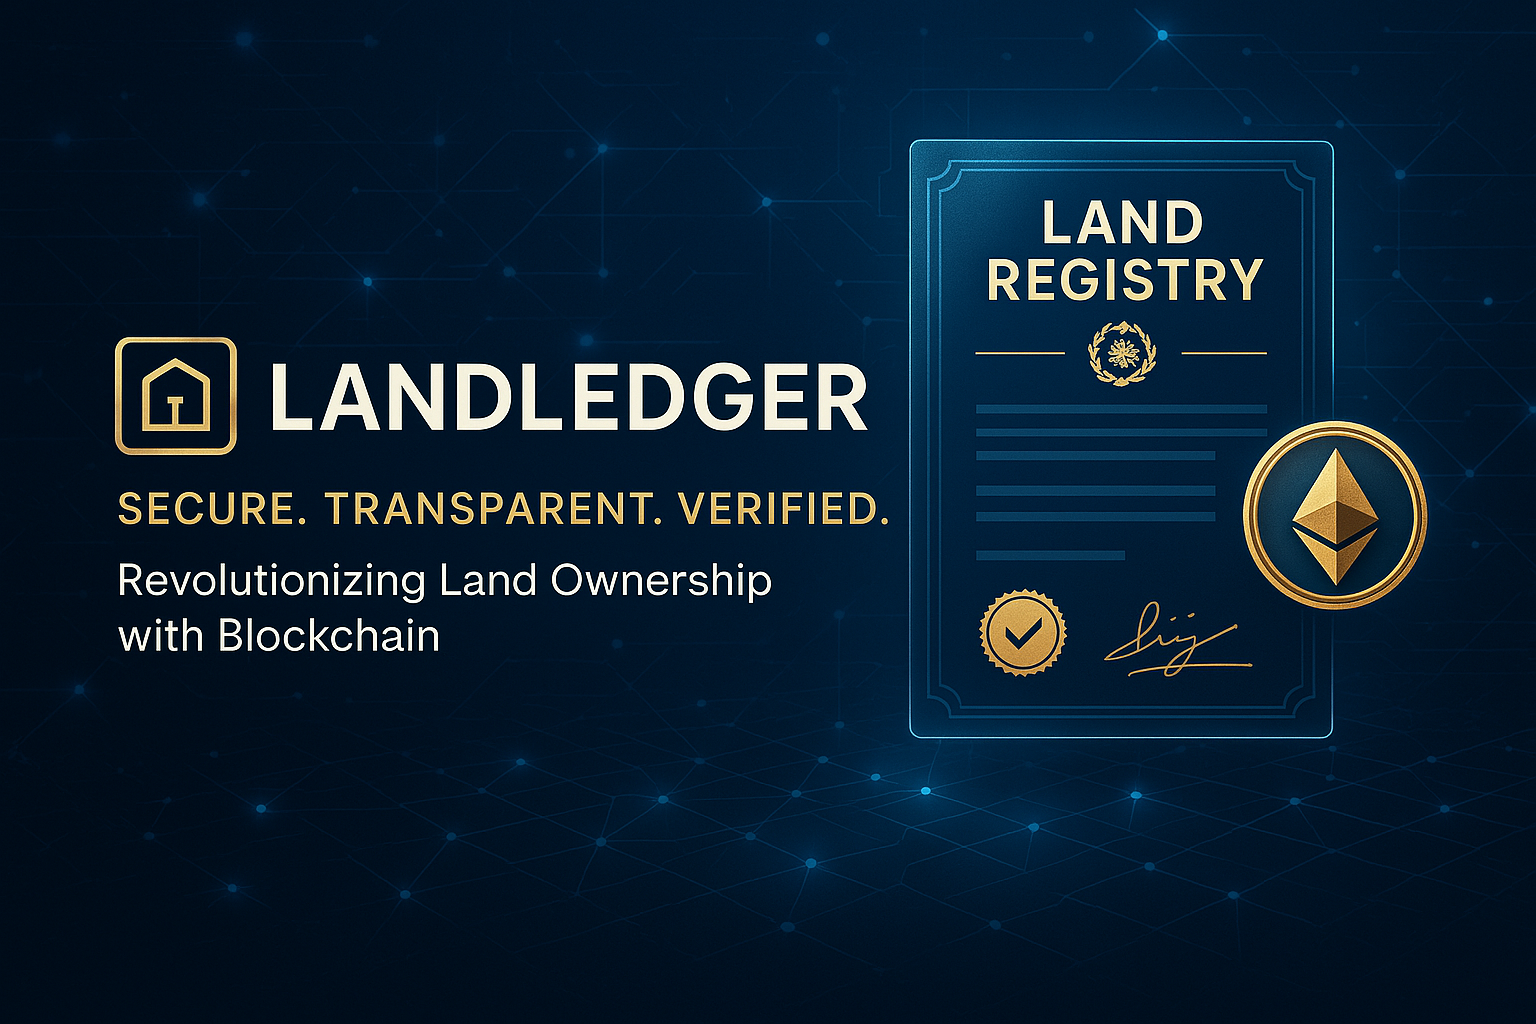 LANDLEDGER
SECURE. TRANSPARENT. VERIFIED.
Revolutionizing Land Ownership
with Blockchain
LAND
REGISTRY